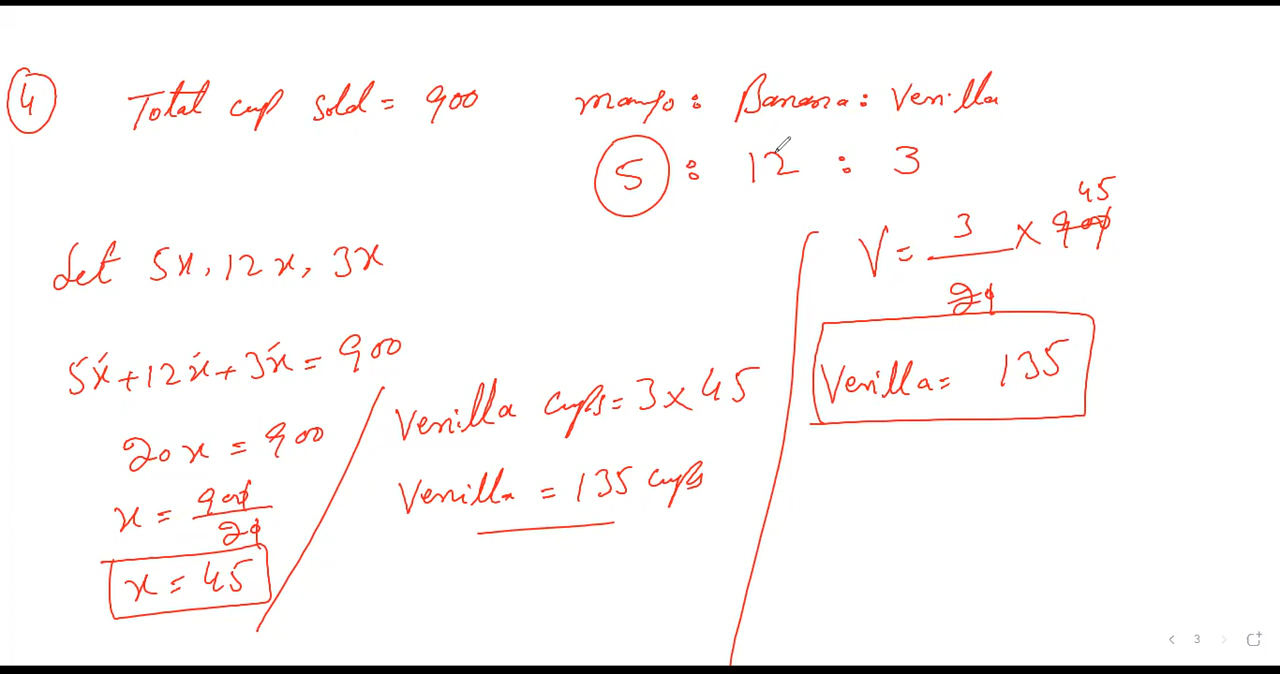 4 Total cup sold = 900 mango : Banana : Venilla
5 : 12 : 3
Let 5x, 12x, 3x
5x + 12x + 3x = 900
20x = 900
x = 900/20
x = 45
Venilla cups = 3 x 45
Venilla = 135 cups
45
V = 3/20 x 900
Venilla = 135
3